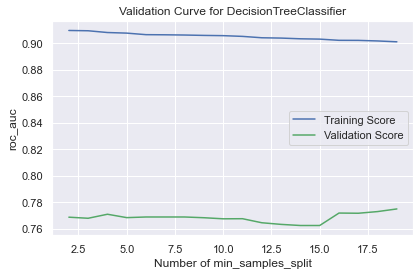 Validation Curve for DecisionTreeClassifier
0.90
0.88
0.86
0.84
0.82
0.80
0.78
0.76
roc_auc
Training Score
Validation Score
2.5 5.0 7.5 10.0 12.5 15.0 17.5
Number of min_samples_split